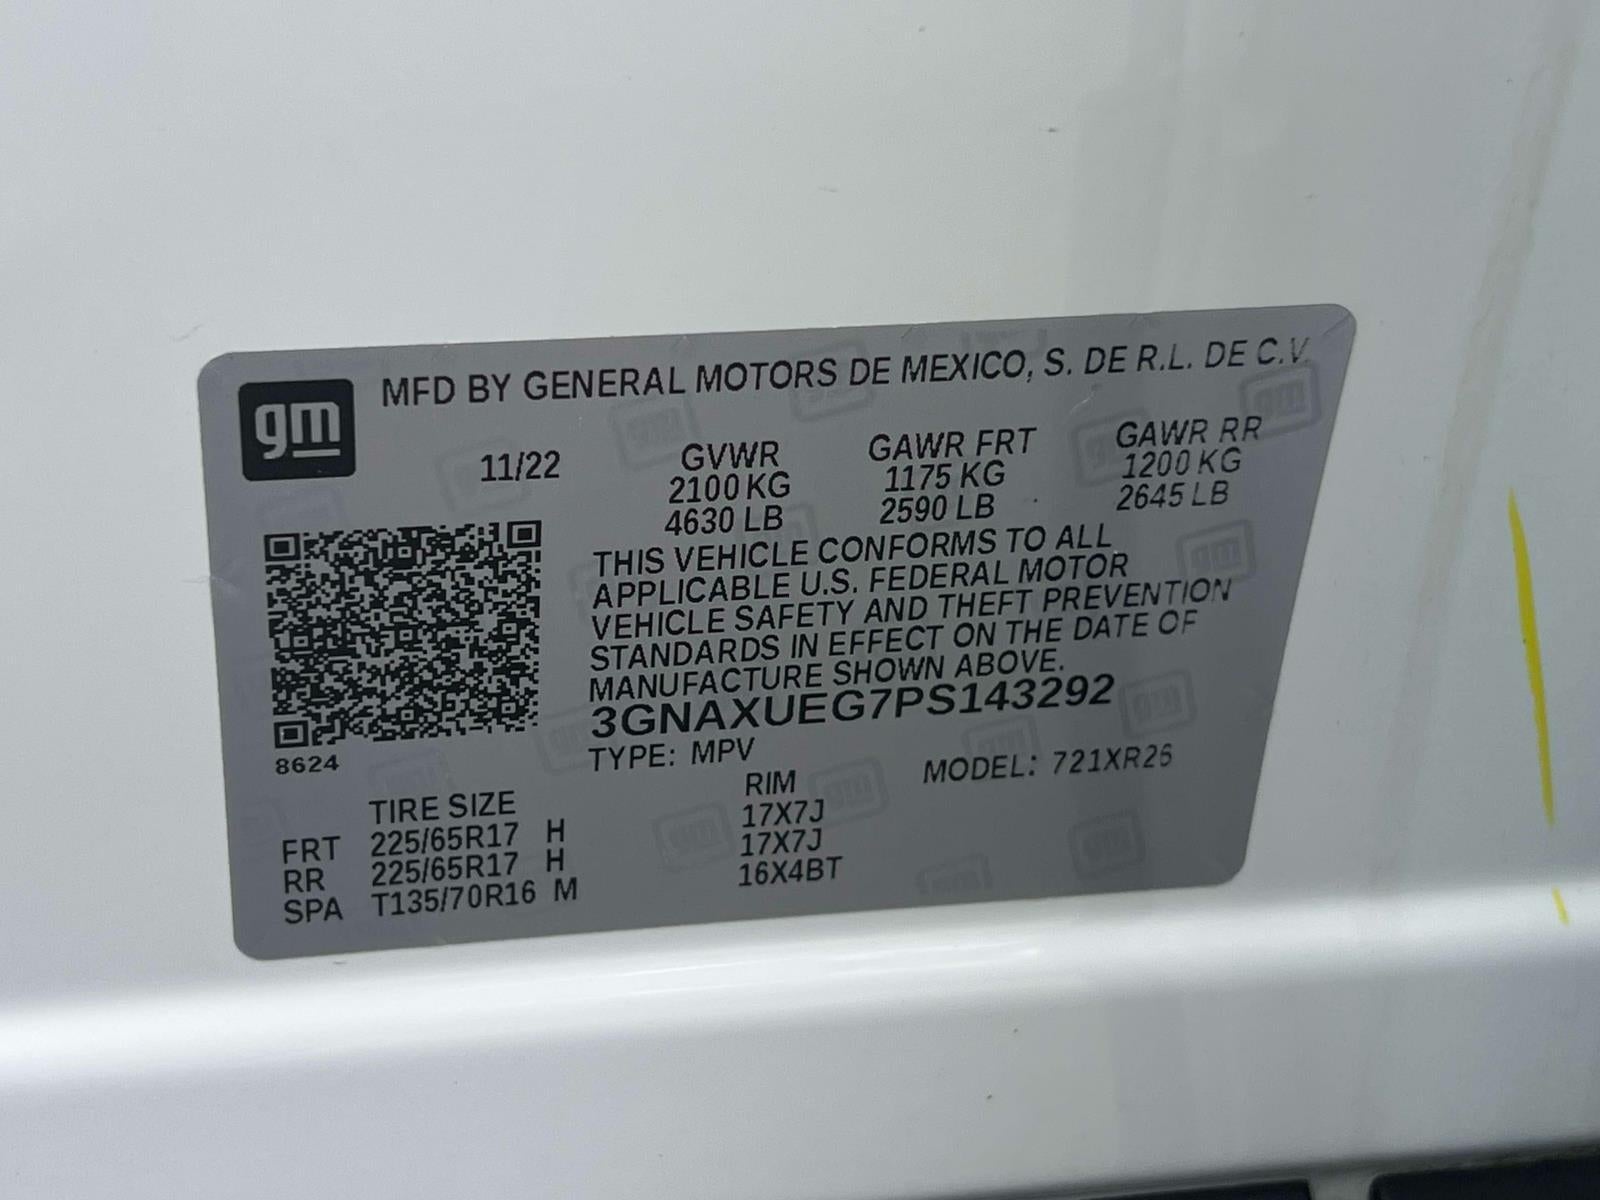 gm
MFD BY GENERAL MOTORS DE MEXICO, S. DE R.L. DE C.V.
11/22
GVWR
2100 KG
4630 LB
GAWR FRT
1175 KG
2590 LB
GAWR RR
1200 KG
2645 LB
THIS VEHICLE CONFORMS TO ALL
APPLICABLE U.S. FEDERAL MOTOR
VEHICLE SAFETY AND THEFT PREVENTION
STANDARDS IN EFFECT ON THE DATE OF
MANUFACTURE SHOWN ABOVE.
3GNAXUEG7PS143292
TYPE: MPV
MODEL: 721XR26
8624
TIRE SIZE RIM
FRT 225/65R17 H 17X7J
RR 225/65R17 H 17X7J
SPA T135/70R16 M 16X4BT